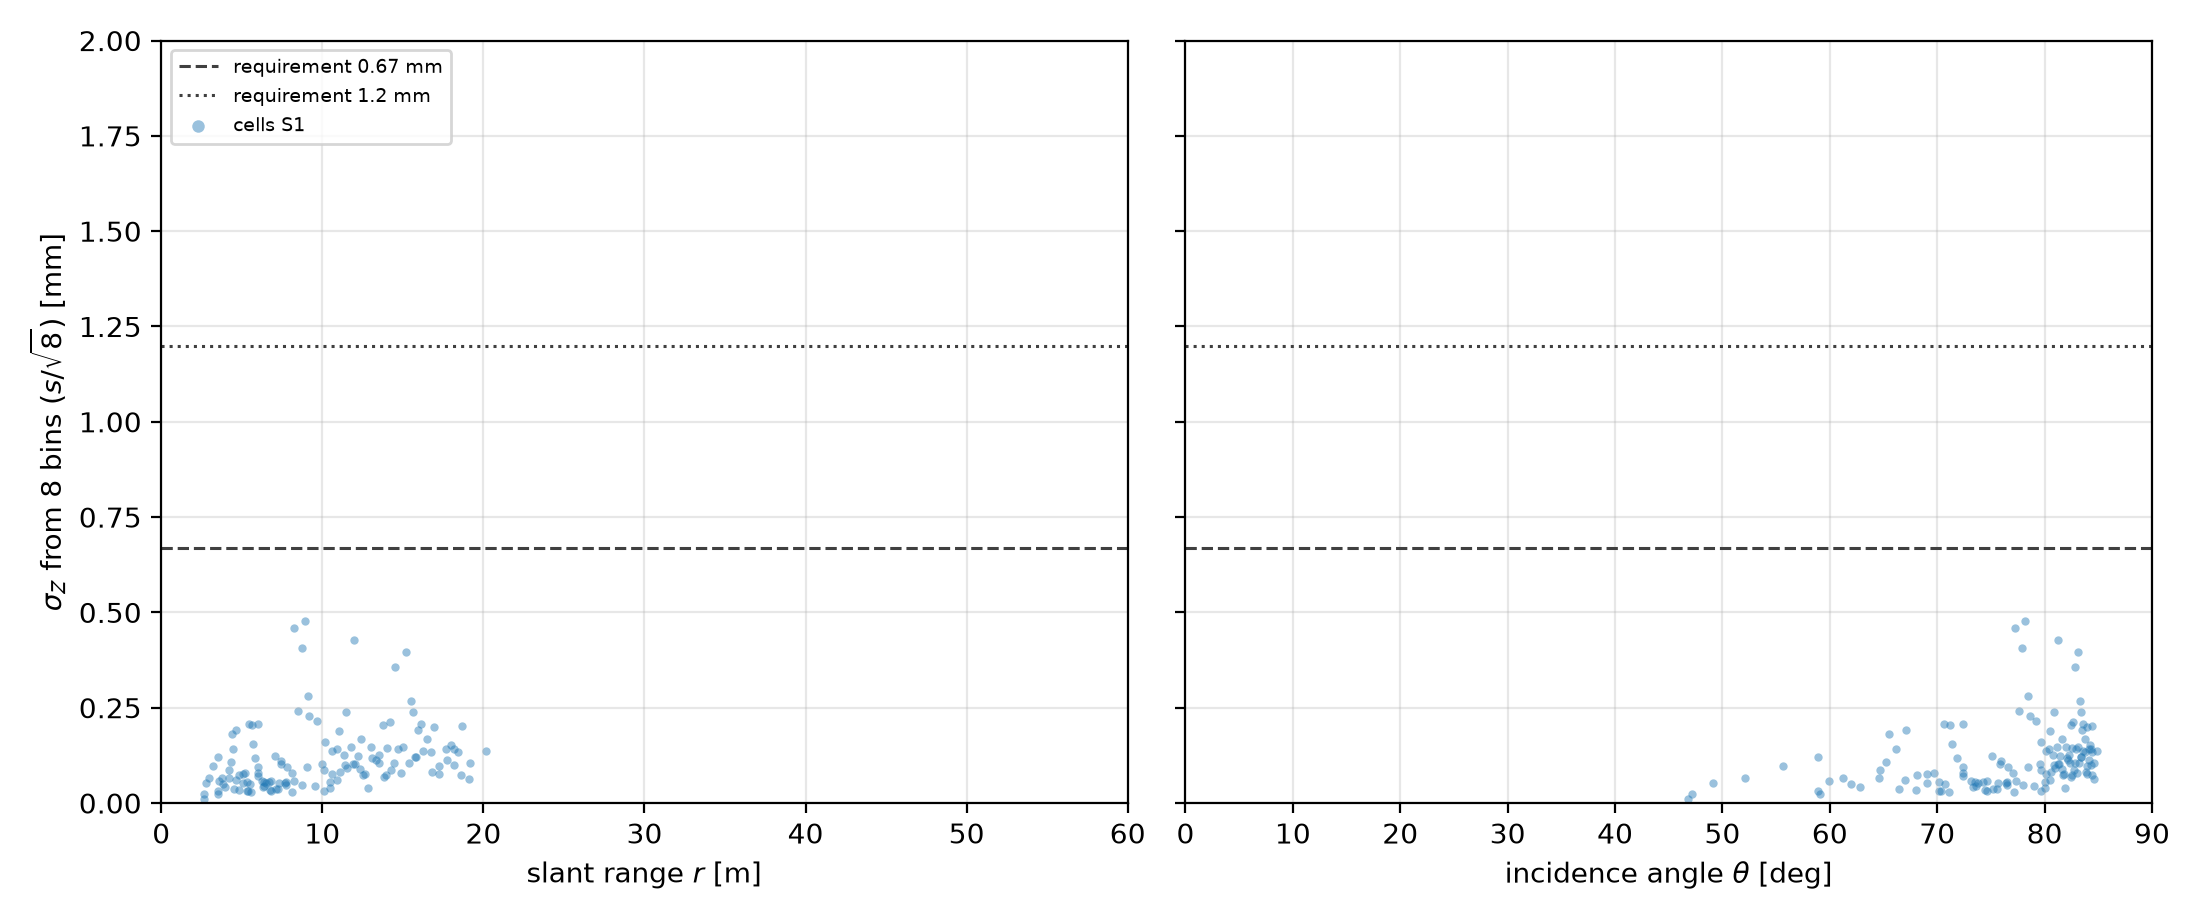 2.00
1.75
1.50
1.25
1.00
0.75
0.50
0.25
0.00
σ_Z from 8 bins (s/√8) [mm]
requirement 0.67 mm
requirement 1.2 mm
cells S1
0 10 20 30 40 50 60
slant range r [m]
0 10 20 30 40 50 60 70 80 90
incidence angle θ [deg]